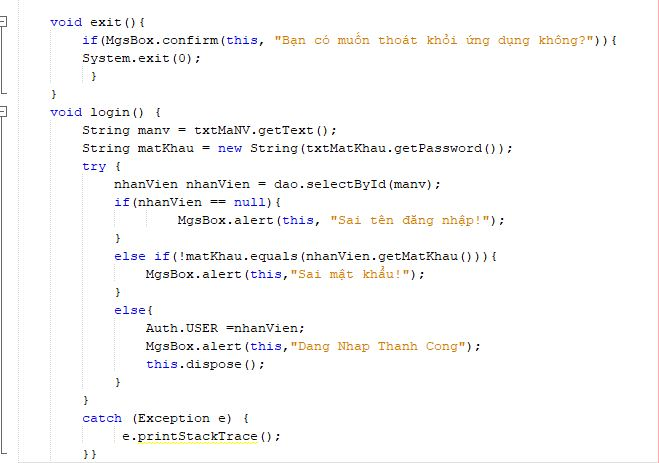 void exit(){
if(MgsBox.confirm(this, "Bạn có muốn thoát khỏi ứng dụng không?")){
System.exit(0);
}
}
void login() {
String manv = txtMaNV.getText();
String matKhau = new String(txtMatKhau.getPassword());
try {
nhanVien nhanVien = dao.selectById(manv);
if(nhanVien == null){
MgsBox.alert(this, "Sai tên đăng nhập!");
}
else if(!matKhau.equals(nhanVien.getMatKhau())){
MgsBox.alert(this,"Sai mật khẩu!");
}
else{
Auth.USER =nhanVien;
MgsBox.alert(this,"Dang Nhap Thanh Cong");
this.dispose();
}
}
catch (Exception e) {
e.printStackTrace();
}}